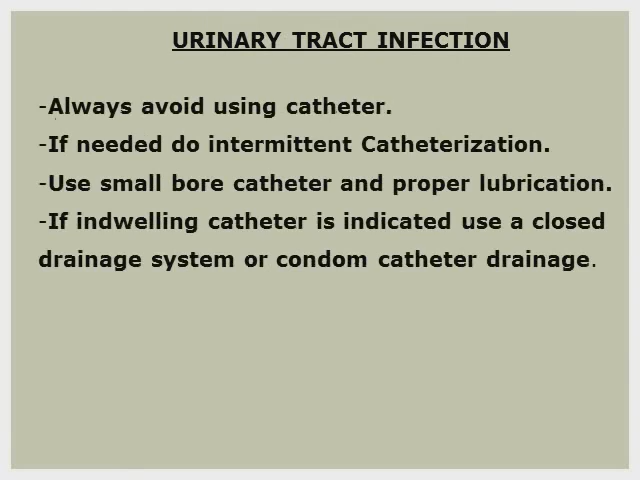 URINARY TRACT INFECTION
-Always avoid using catheter.
-If needed do intermittent Catheterization.
-Use small bore catheter and proper lubrication.
-If indwelling catheter is indicated use a closed
drainage system or condom catheter drainage.